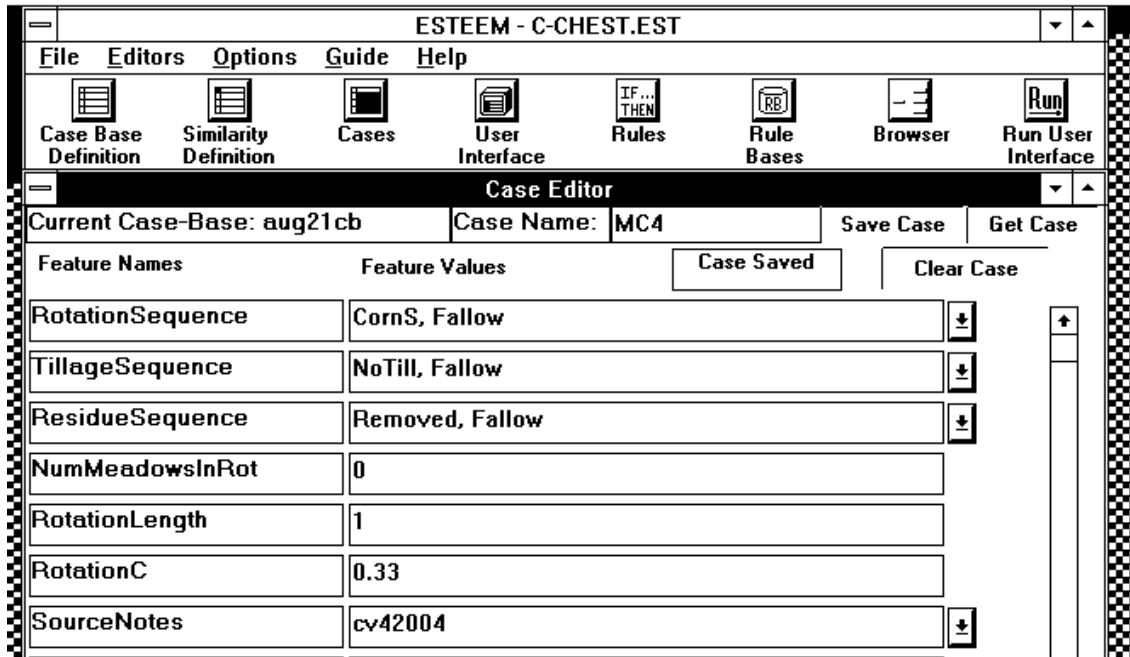 ESTEEM - C-CHEST.EST
File Editors Options Guide Help
IF...
THEN
RB
Run
Case Base Definition
Similarity Definition
Cases
User Interface
Rules
Rule Bases
Browser
Run User Interface
Case Editor
Current Case-Base: aug21cb Case Name: MC4 Save Case Get Case
Feature Names Feature Values Case Saved Clear Case
RotationSequence CornS, Fallow
TillageSequence NoTill, Fallow
ResidueSequence Removed, Fallow
NumMeadowsInRot 0
RotationLength 1
RotationC 0.33
SourceNotes cv42004